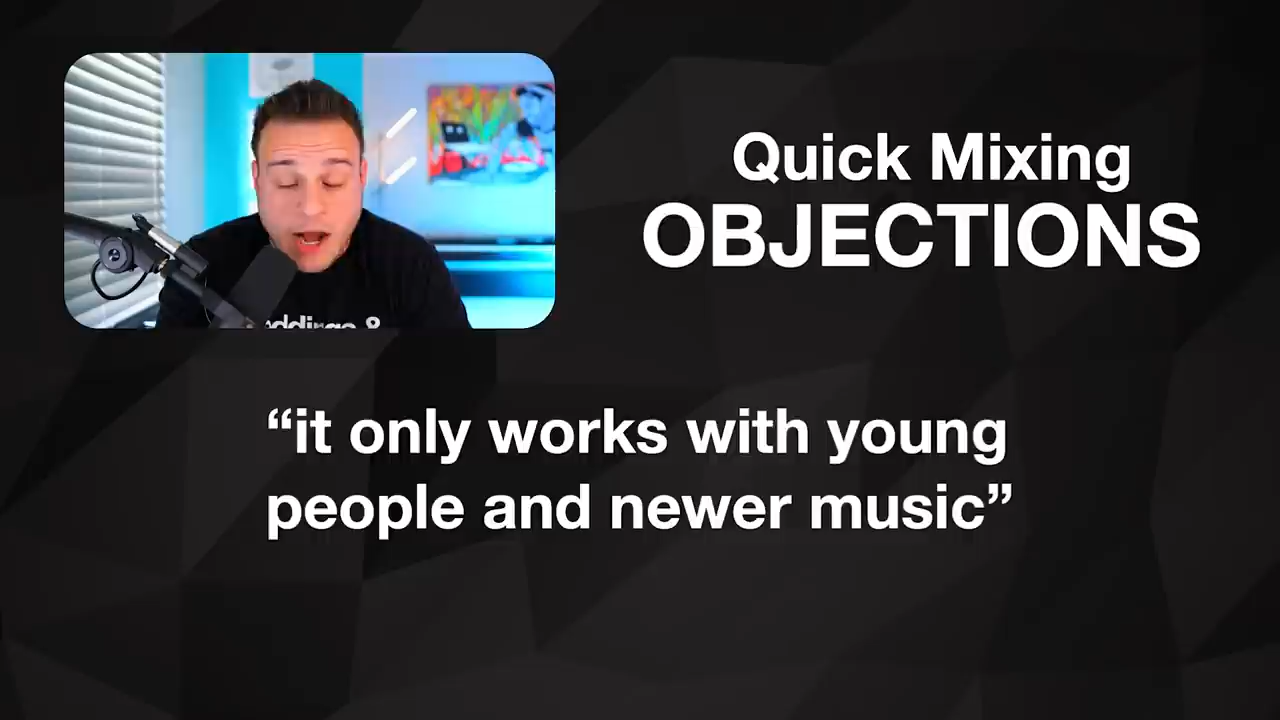 Quick Mixing
OBJECTIONS
“it only works with young
people and newer music”